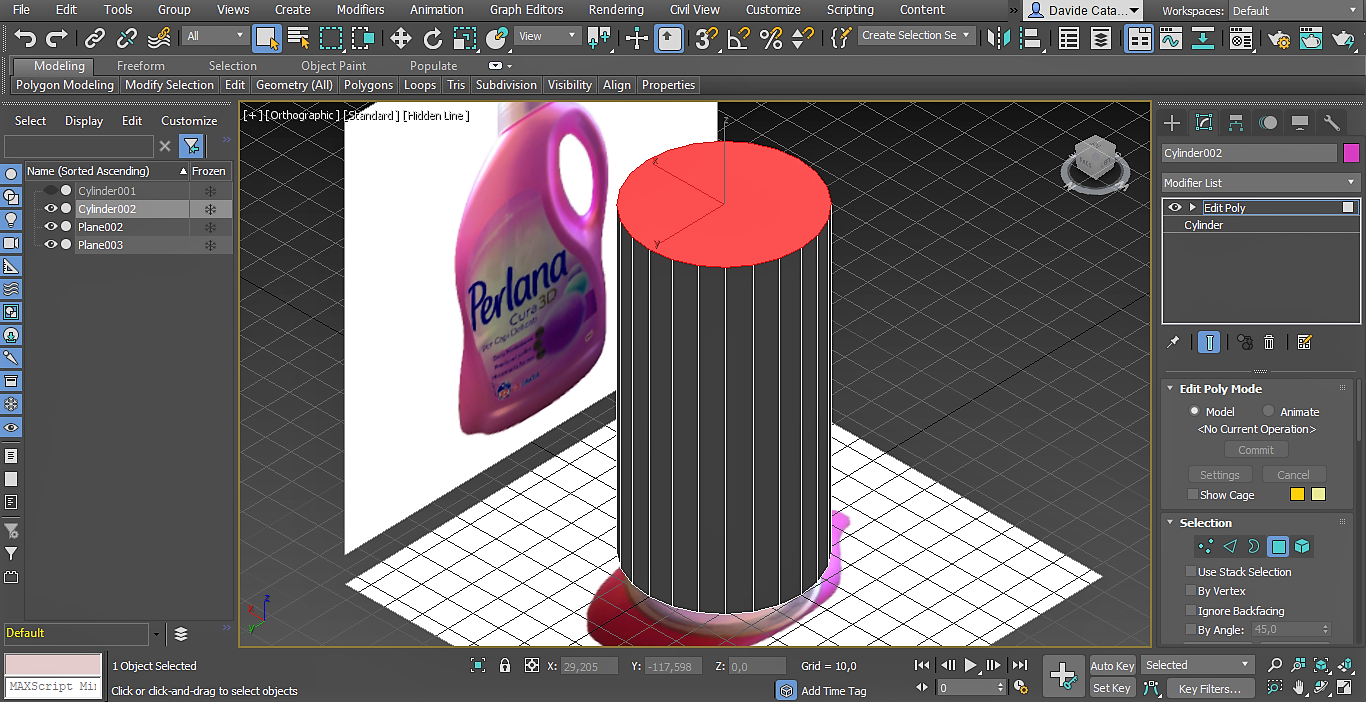 File Edit Tools Group Views Create Modifiers Animation Graph Editors Rendering Civil View Customize Scripting Content » Davide Cata... Workspaces: Default
All View Create Selection Se
Modeling Freeform Selection Object Paint Populate
Polygon Modeling Modify Selection Edit Geometry (All) Polygons Loops Tris Subdivision Visibility Align Properties
Select Display Edit Customize
Name (Sorted Ascending) Frozen
Cylinder001
Cylinder002
Plane002
Plane003
Default
[+] [Orthographic ] [Standard ] [Hidden Line ]
z
x
y
Perlana
Cura 3D
per Capi Delicati
z
x
y
Cylinder002
Modifier List
Edit Poly
Cylinder
Edit Poly Mode
Model Animate
<No Current Operation>
Commit
Settings Cancel
Show Cage
Selection
Use Stack Selection
By Vertex
Ignore Backfacing
By Angle: 45,0
1 Object Selected X: 29,205 Y: -117,598 Z: 0,0 Grid = 10,0 Auto Key Selected
MAXScript Mi
Click or click-and-drag to select objects Add Time Tag 0 Set Key Key Filters...